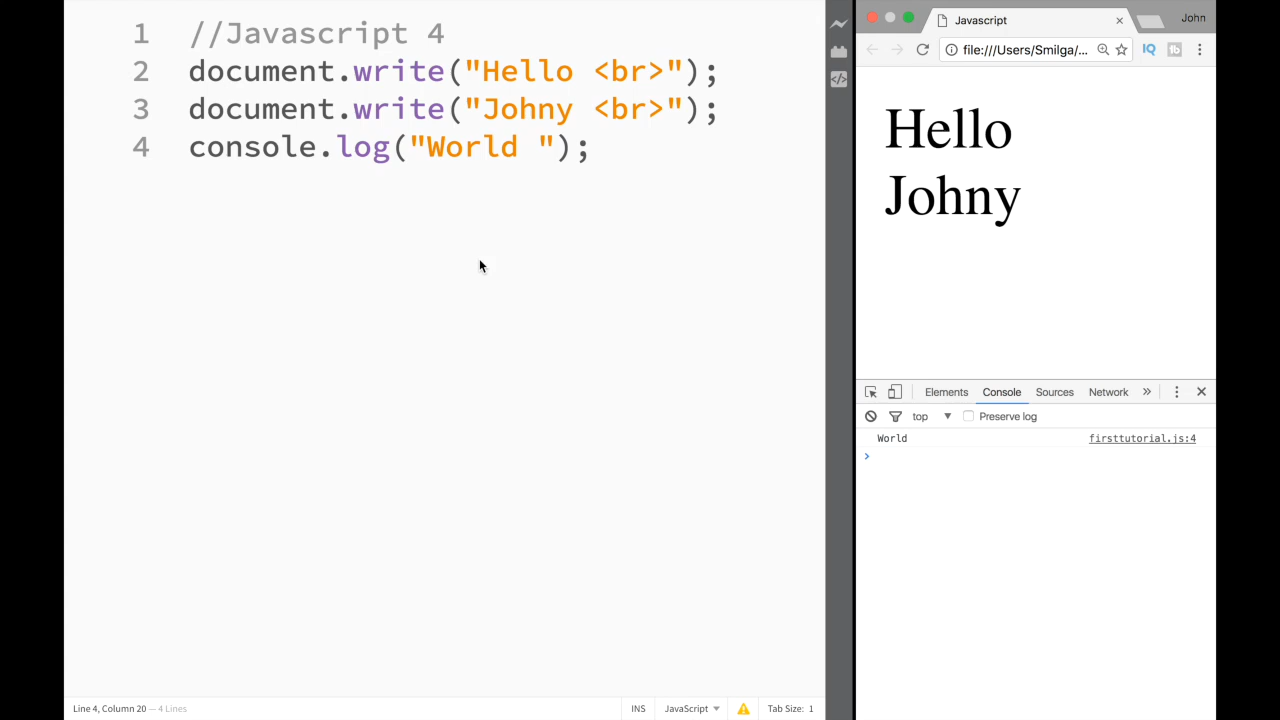 1 //Javascript 4
2 document.write("Hello <br>");
3 document.write("Johny <br>");
4 console.log("World ");
Line 4, Column 20 — 4 Lines
INS
JavaScript
Tab Size: 1
Javascript
John
file:///Users/Smilga/...
IQ
tb
Hello
Johny
Elements Console Sources Network »
top Preserve log
World firsttutorial.js:4